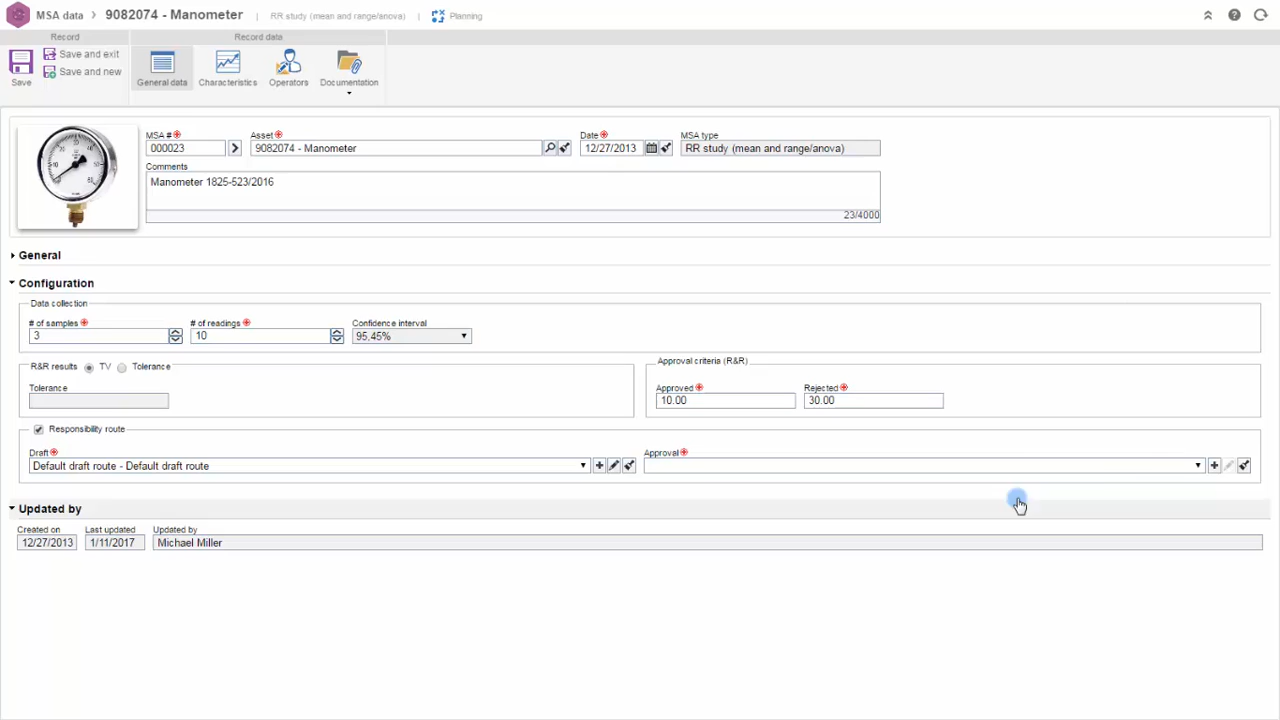 MSA data > 9082074 - Manometer | RR study (mean and range/anova) | Planning
Record
Record data
Save
Save and exit
Save and new
General data
Characteristics
Operators
Documentation
MSA #
Asset
Date
MSA type
000023
9082074 - Manometer
12/27/2013
RR study (mean and range/anova)
Comments
Manometer 1825-523/2016
23/4000
General
Configuration
Data collection
# of samples
# of readings
Confidence interval
3
10
95.45%
R&R results
TV
Tolerance
Approval criteria (R&R)
Tolerance
Approved
Rejected
10.00
30.00
Responsibility route
Draft
Approval
Default draft route - Default draft route
Updated by
Created on
Last updated
Updated by
12/27/2013
1/11/2017
Michael Miller